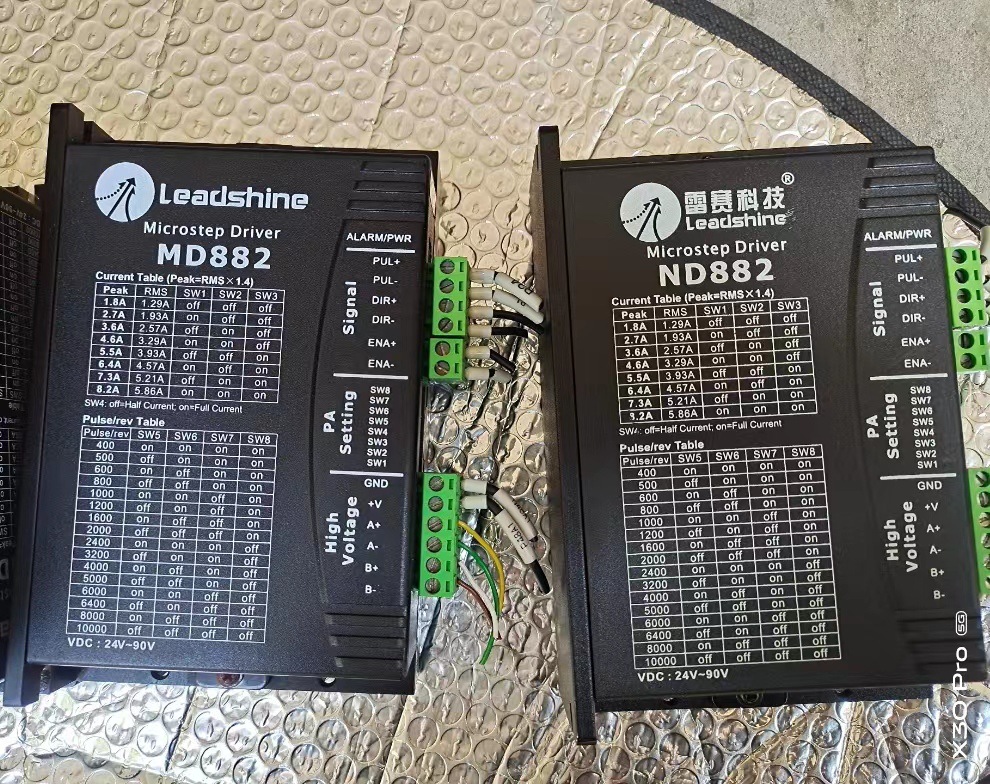 Leadshine
Microstep Driver
MD882
Current Table (Peak=RMS×1.4)
Peak RMS SW1 SW2 SW3
1.8A 1.29A off off off
2.7A 1.93A on off off
3.6A 2.57A off on off
4.6A 3.29A on on off
5.5A 3.93A off off on
6.4A 4.57A on off on
7.3A 5.21A off on on
8.2A 5.86A on on on
SW4: off=Half Current; on=Full Current
Pulse/rev Table
Pulse/rev SW5 SW6 SW7 SW8
400 on on on on
500 off on on on
600 on off on on
800 off off on on
1000 on on off on
1200 off on off on
1600 on off off on
2000 off off off on
2400 on on on off
3200 off on on off
4000 on off on off
5000 off off on off
6000 on on off off
6400 off on off off
8000 on off off off
10000 off off off off
VDC : 24V~90V
ALARM/PWR
Signal
PUL+
PUL-
DIR+
DIR-
ENA+
ENA-
PA Setting
SW8
SW7
SW6
SW5
SW4
SW3
SW2
SW1
High Voltage
GND
+V
A+
A-
B+
B-
雷赛科技®
Leadshine
Microstep Driver
ND882
Current Table (Peak=RMS×1.4)
Peak RMS SW1 SW2 SW3
1.8A 1.29A off off off
2.7A 1.93A on off off
3.6A 2.57A off on off
4.6A 3.29A on on off
5.5A 3.93A off off on
6.4A 4.57A on off on
7.3A 5.21A off on on
8.2A 5.86A on on on
SW4: off=Half Current; on=Full Current
Pulse/rev Table
Pulse/rev SW5 SW6 SW7 SW8
400 on on on on
500 off on on on
600 on off on on
800 off off on on
1000 on on off on
1200 off on off on
1600 on off off on
2000 off off off on
2400 on on on off
3200 off on on off
4000 on off on off
5000 off off on off
6000 on on off off
6400 off on off off
8000 on off off off
10000 off off off off
VDC : 24V~90V
ALARM/PWR
Signal
PUL+
PUL-
DIR+
DIR-
ENA+
ENA-
PA Setting
SW8
SW7
SW6
SW5
SW4
SW3
SW2
SW1
High Voltage
GND
+V
A+
A-
B+
B-
X30 Pro 5G